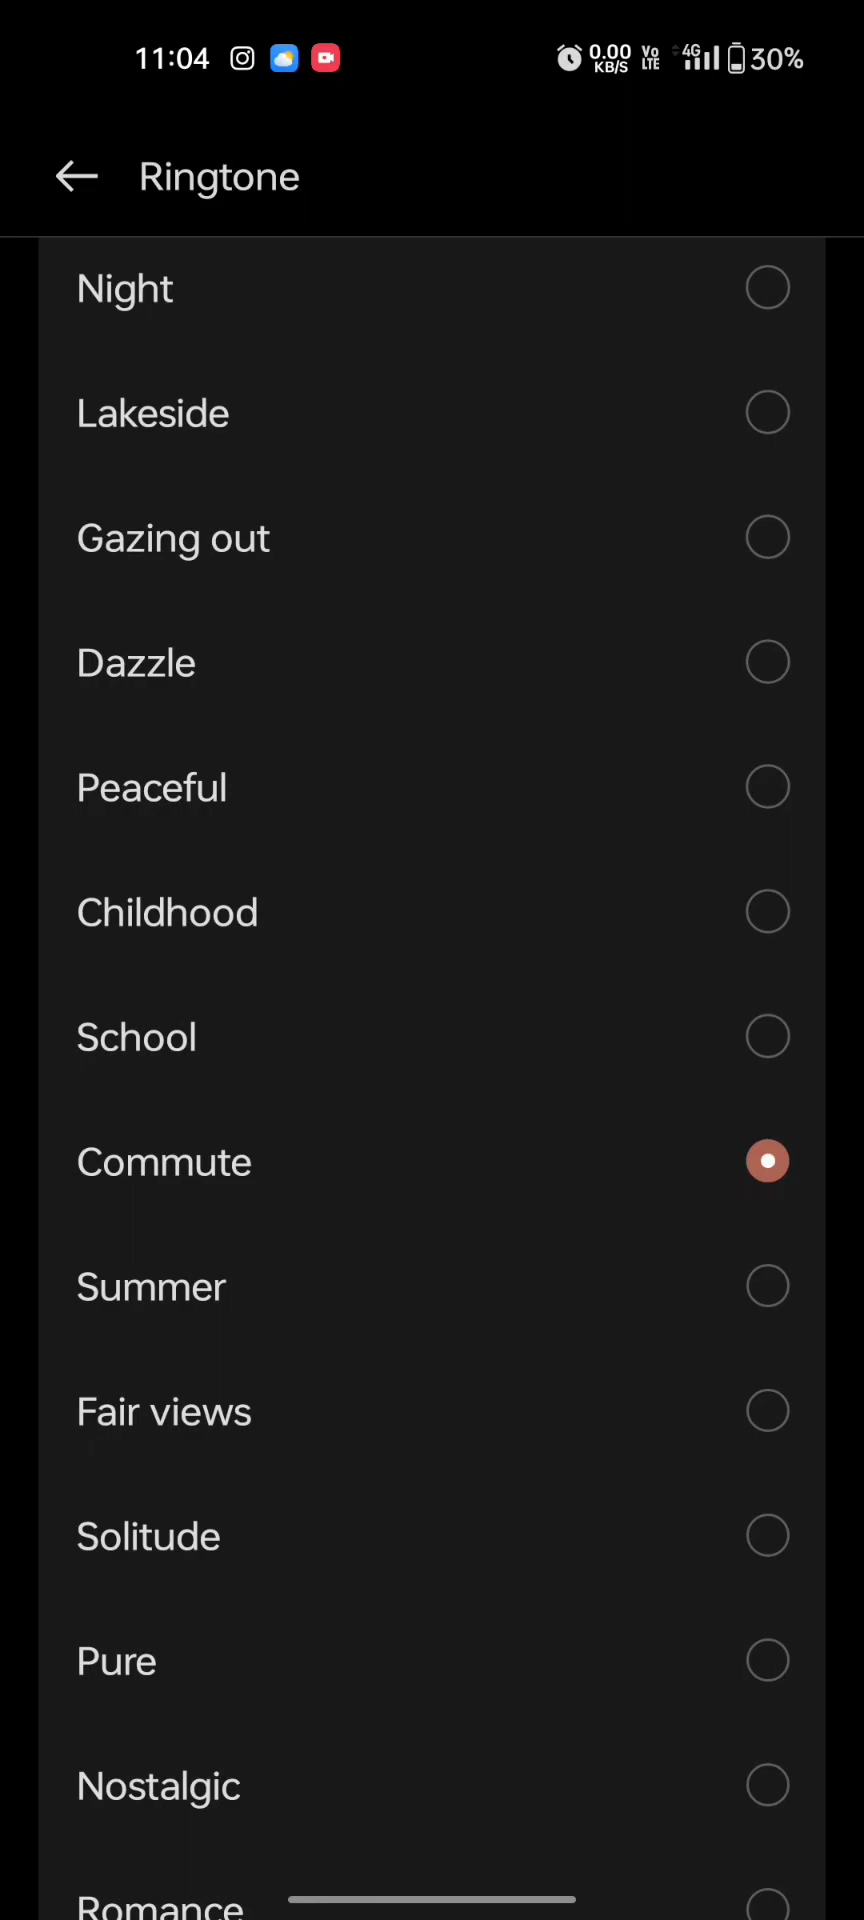 11:04 0.00 KB/S Vo LTE 4G 30%
Ringtone
Night
Lakeside
Gazing out
Dazzle
Peaceful
Childhood
School
Commute
Summer
Fair views
Solitude
Pure
Nostalgic
Romance